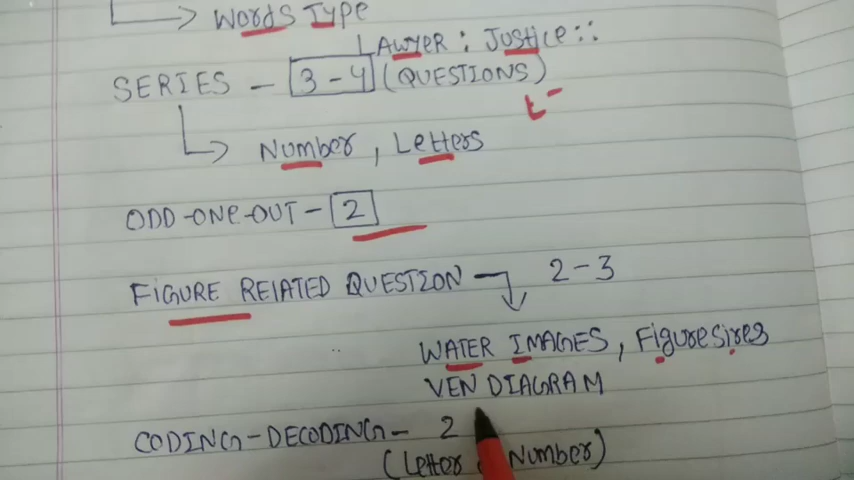 Words Type
LAWYER : Justice ::
SERIES - 3-4 (QUESTIONS)
Number, Letters
ODD-ONE-OUT - 2
FIGURE RELATED QUESTION 2-3
WATER IMAGES, Figure Sires
VEN DIAGRAM
CODING-DECODING - 2
(Letter Number)